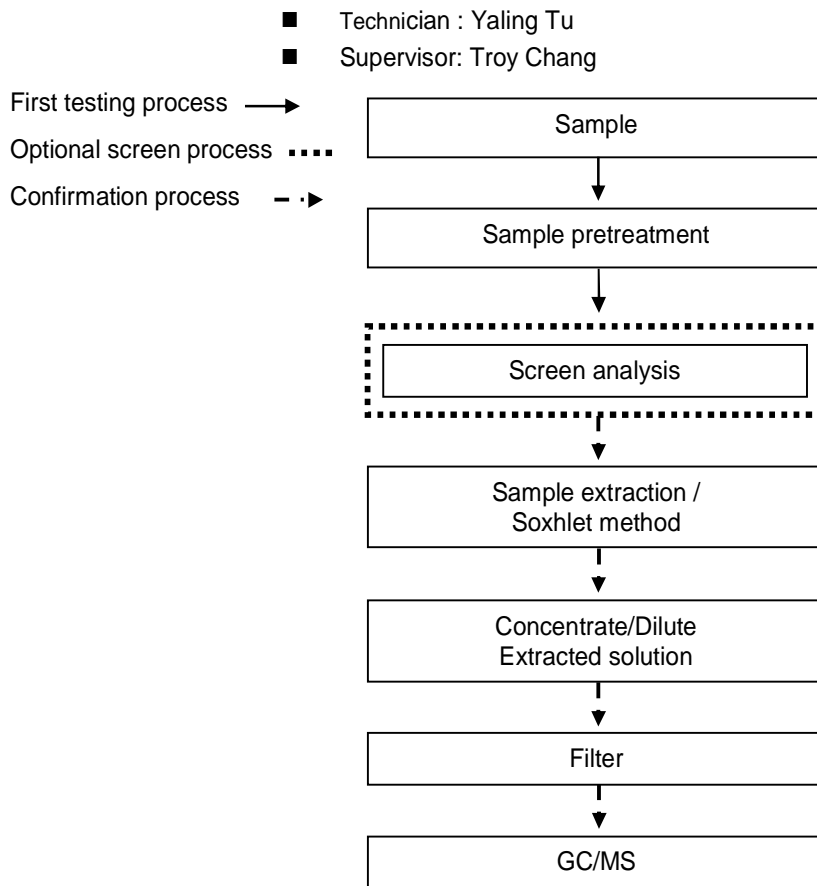 ■ Technician : Yaling Tu
■ Supervisor: Troy Chang
First testing process
Optional screen process
Confirmation process
Sample
Sample pretreatment
Screen analysis
Sample extraction /
Soxhlet method
Concentrate/Dilute
Extracted solution
Filter
GC/MS